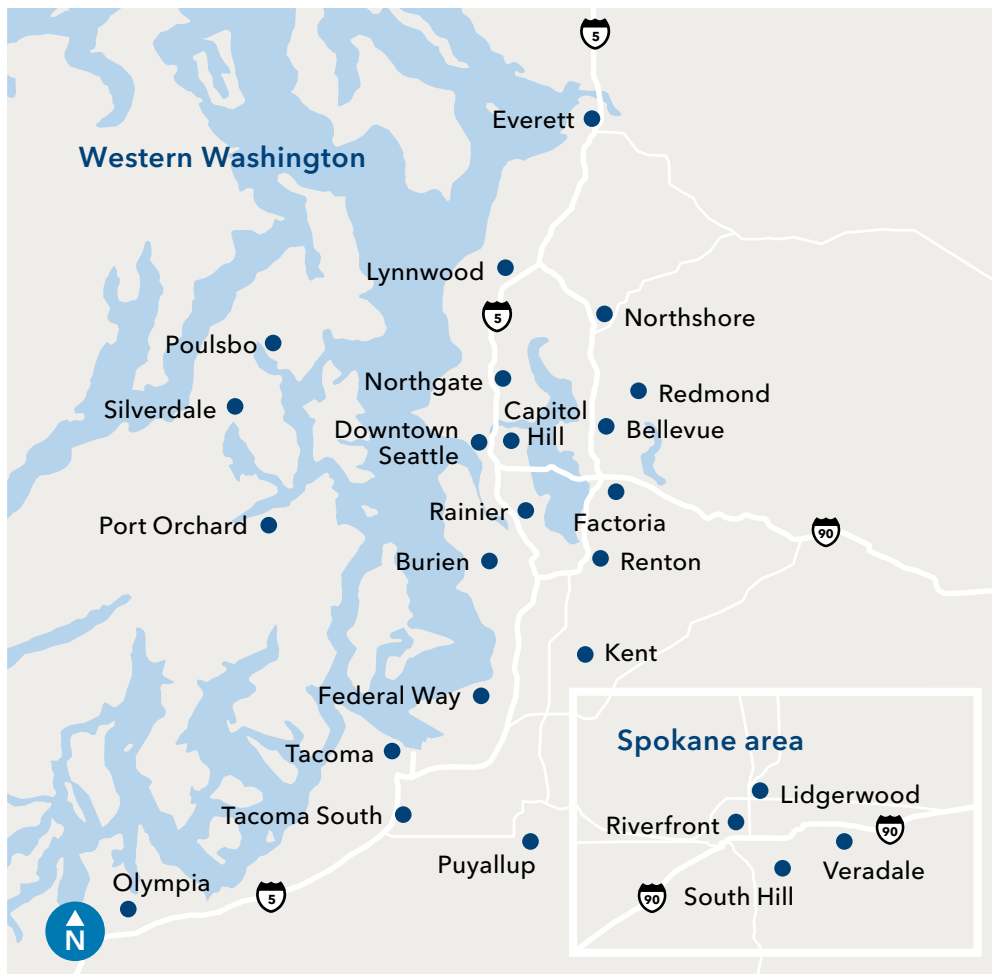 5
Everett
Western Washington
Lynnwood
5
Northshore
Poulsbo
Northgate
Redmond
Silverdale
Capitol
Hill
Downtown
Seattle
Bellevue
Rainier
Factoria
Port Orchard
90
Burien
Renton
Kent
Federal Way
Tacoma
Tacoma South
Puyallup
Olympia
5
N
Spokane area
Lidgerwood
Riverfront
90
Veradale
90
South Hill